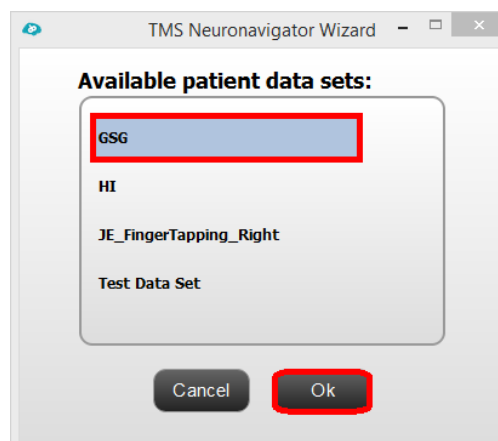 TMS Neuronavigator Wizard
Available patient data sets:
GSG
HI
JE_FingerTapping_Right
Test Data Set
Cancel Ok